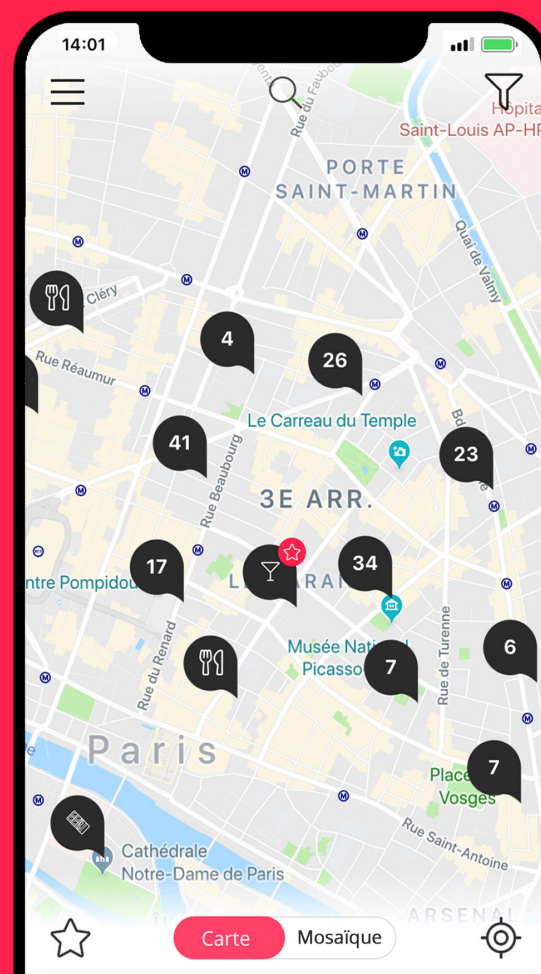 14:01
Rue du Faubou
Hôpita
Saint-Louis AP-HP
PORTE
SAINT-MARTIN
Quai de Valmy
Cléry
4
26
Rue Réaumur
Le Carreau du Temple
41
23
Rue Beaubourg
3E ARR.
17
34
ntre Pompidou
Musée Nati
Picasso
7
6
Rue du Renard
Rue de Turenne
Paris
7
Place
Vosges
Rue Saint-Antoine
Cathédrale
Notre-Dame de Paris
ARSENAL
Carte
Mosaïque